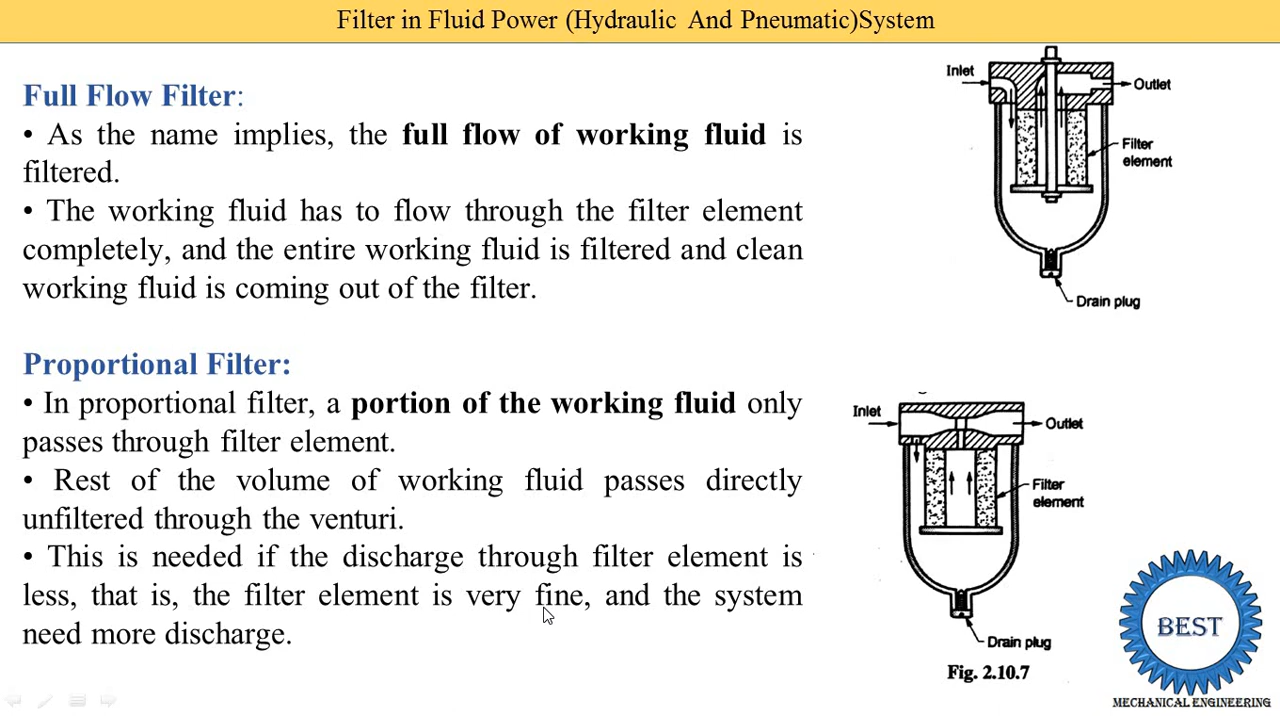 Filter in Fluid Power (Hydraulic And Pneumatic)System
Full Flow Filter:
• As the name implies, the full flow of working fluid is
filtered.
• The working fluid has to flow through the filter element
completely, and the entire working fluid is filtered and clean
working fluid is coming out of the filter.
Inlet
Outlet
Filter
element
Drain plug
Proportional Filter:
• In proportional filter, a portion of the working fluid only
passes through filter element.
• Rest of the volume of working fluid passes directly
unfiltered through the venturi.
• This is needed if the discharge through filter element is
less, that is, the filter element is very fine, and the system
need more discharge.
Inlet
Outlet
Filter
element
Drain plug
Fig. 2.10.7
BEST
MECHANICAL ENGINEERING